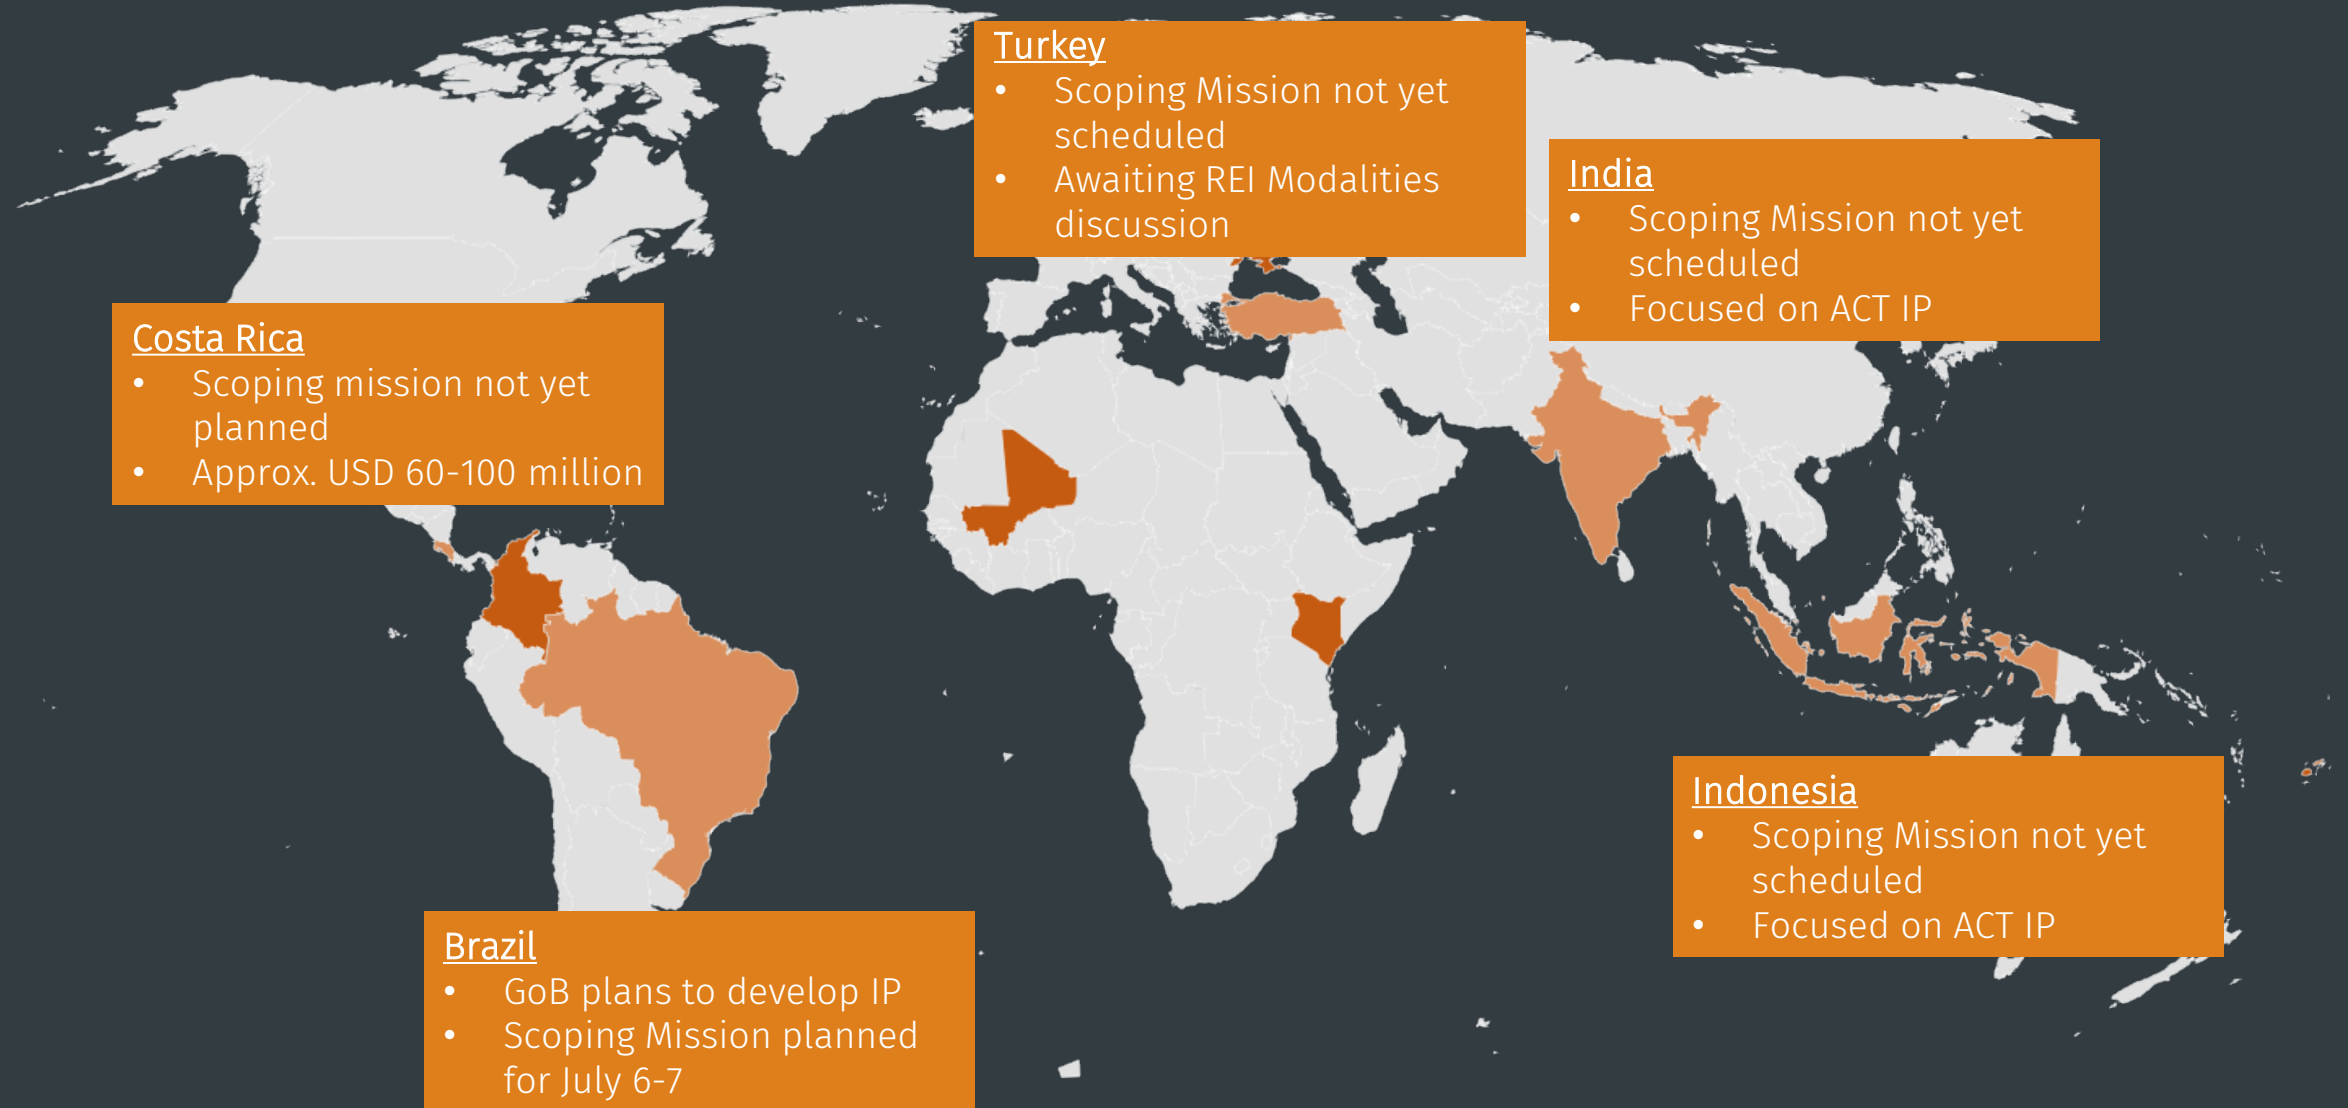 Turkey
• Scoping Mission not yet
scheduled
• Awaiting REI Modalities
discussion
India
• Scoping Mission not yet
scheduled
• Focused on ACT IP
Costa Rica
• Scoping mission not yet
planned
• Approx. USD 60-100 million
Indonesia
• Scoping Mission not yet
scheduled
• Focused on ACT IP
Brazil
• GoB plans to develop IP
• Scoping Mission planned
for July 6-7